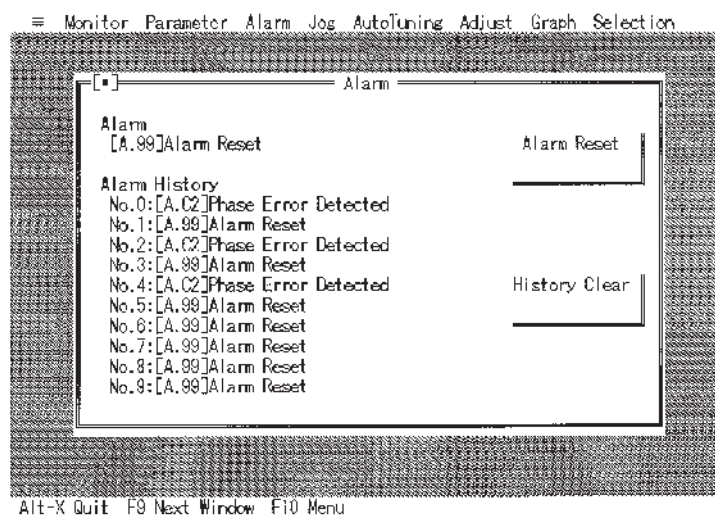 ≡ Monitor Parameter Alarm Jog AutoTuning Adjust Graph Selection
[▪] Alarm
Alarm
[A.99]Alarm Reset
Alarm Reset
Alarm History
No.0:[A.C2]Phase Error Detected
No.1:[A.99]Alarm Reset
No.2:[A.C2]Phase Error Detected
No.3:[A.99]Alarm Reset
No.4:[A.C2]Phase Error Detected
History Clear
No.5:[A.99]Alarm Reset
No.6:[A.99]Alarm Reset
No.7:[A.99]Alarm Reset
No.8:[A.99]Alarm Reset
No.9:[A.99]Alarm Reset
Alt-X Quit F9 Next Window F10 Menu